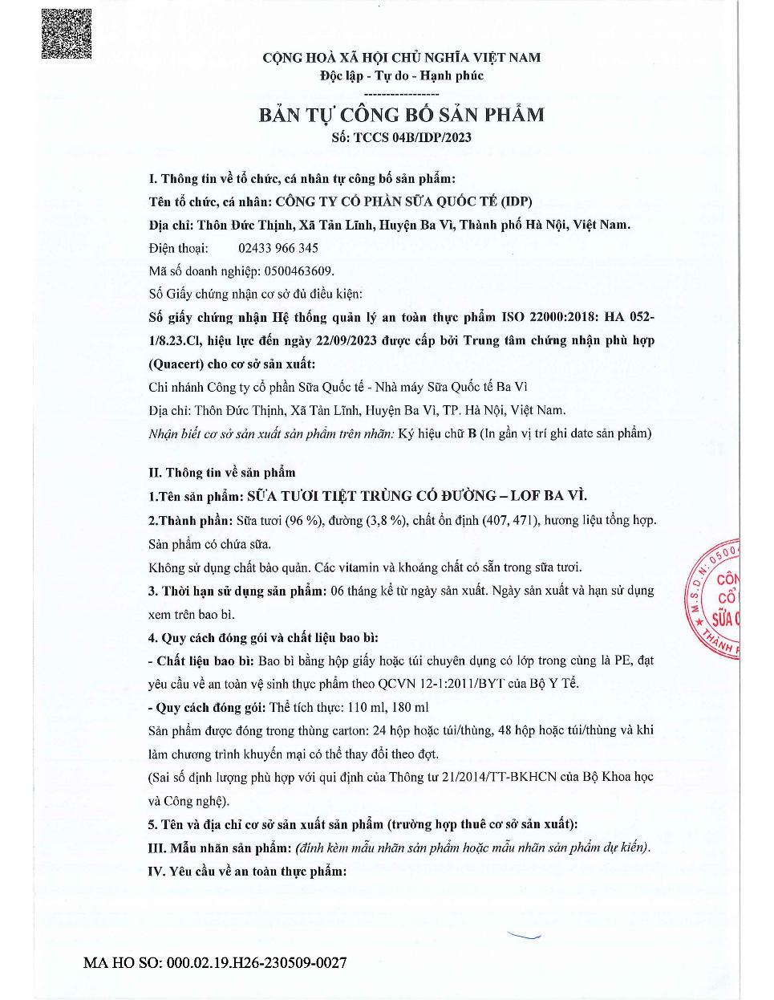 CỘNG HOÀ XÃ HỘI CHỦ NGHĨA VIỆT NAM
Độc lập - Tự do - Hạnh phúc
-----------------
BẢN TỰ CÔNG BỐ SẢN PHẨM
Số: TCCS 04B/IDP/2023
I. Thông tin về tổ chức, cá nhân tự công bố sản phẩm:
Tên tổ chức, cá nhân: CÔNG TY CỔ PHẦN SỮA QUỐC TẾ (IDP)
Địa chỉ: Thôn Đức Thịnh, Xã Tản Lĩnh, Huyện Ba Vì, Thành phố Hà Nội, Việt Nam.
Điện thoại: 02433 966 345
Mã số doanh nghiệp: 0500463609.
Số Giấy chứng nhận cơ sở đủ điều kiện:
Số giấy chứng nhận Hệ thống quản lý an toàn thực phẩm ISO 22000:2018: HA 052-
1/8.23.CI, hiệu lực đến ngày 22/09/2023 được cấp bởi Trung tâm chứng nhận phù hợp
(Quacert) cho cơ sở sản xuất:
Chi nhánh Công ty cổ phần Sữa Quốc tế - Nhà máy Sữa Quốc tế Ba Vì
Địa chỉ: Thôn Đức Thịnh, Xã Tản Lĩnh, Huyện Ba Vì, TP. Hà Nội, Việt Nam.
Nhận biết cơ sở sản xuất sản phẩm trên nhãn: Ký hiệu chữ B (In gần vị trí ghi date sản phẩm)
II. Thông tin về sản phẩm
1.Tên sản phẩm: SỮA TƯƠI TIỆT TRÙNG CÓ ĐƯỜNG – LOF BA VÌ.
2.Thành phần: Sữa tươi (96 %), đường (3,8 %), chất ổn định (407, 471), hương liệu tổng hợp.
Sản phẩm có chứa sữa.
Không sử dụng chất bảo quản. Các vitamin và khoáng chất có sẵn trong sữa tươi.
3. Thời hạn sử dụng sản phẩm: 06 tháng kể từ ngày sản xuất. Ngày sản xuất và hạn sử dụng
xem trên bao bì.
4. Quy cách đóng gói và chất liệu bao bì:
- Chất liệu bao bì: Bao bì bằng hộp giấy hoặc túi chuyên dụng có lớp trong cùng là PE, đạt
yêu cầu về an toàn vệ sinh thực phẩm theo QCVN 12-1:2011/BYT của Bộ Y Tế.
- Quy cách đóng gói: Thể tích thực: 110 ml, 180 ml
Sản phẩm được đóng trong thùng carton: 24 hộp hoặc túi/thùng, 48 hộp hoặc túi/thùng và khi
làm chương trình khuyến mại có thể thay đổi theo đợt.
(Sai số định lượng phù hợp với qui định của Thông tư 21/2014/TT-BKHCN của Bộ Khoa học
và Công nghệ).
5. Tên và địa chỉ cơ sở sản xuất sản phẩm (trường hợp thuê cơ sở sản xuất):
III. Mẫu nhãn sản phẩm: (đính kèm mẫu nhãn sản phẩm hoặc mẫu nhãn sản phẩm dự kiến).
IV. Yêu cầu về an toàn thực phẩm:
M.S.D.N: 0500
CÔN
CỔ
SỮA
THÀNH
MA HO SO: 000.02.19.H26-230509-0027